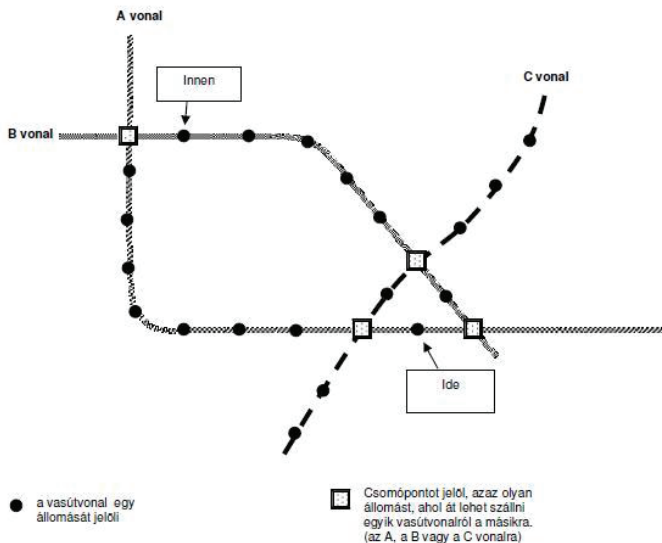 A vonal
Innen
C vonal
B vonal
Ide
a vasútvonal egy
állomását jelöli
Csomópontot jelöl, azaz olyan
állomást, ahol át lehet szállni
egyik vasútvonalról a másikra.
(az A, a B vagy a C vonalra)